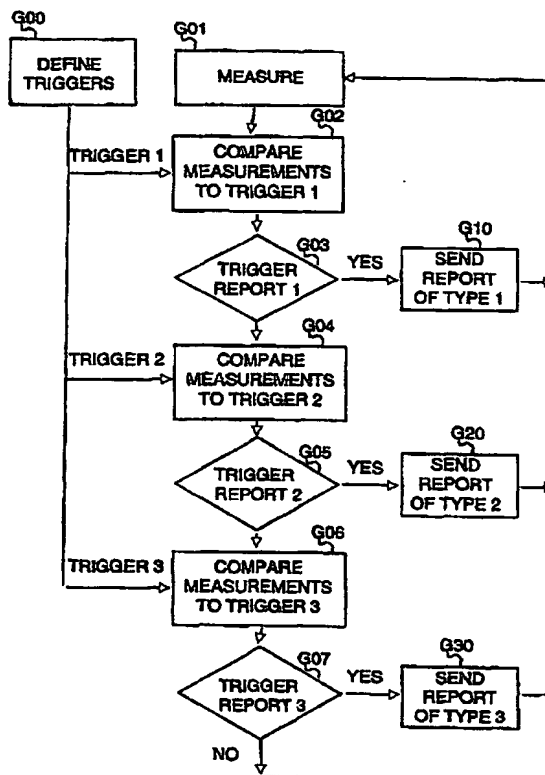 G00
DEFINE
TRIGGERS
G01
MEASURE
G02
TRIGGER 1
COMPARE
MEASUREMENTS
TO TRIGGER 1
G03
TRIGGER
REPORT 1
YES
G10
SEND
REPORT
OF TYPE 1
G04
TRIGGER 2
COMPARE
MEASUREMENTS
TO TRIGGER 2
G05
TRIGGER
REPORT 2
YES
G20
SEND
REPORT
OF TYPE 2
G06
TRIGGER 3
COMPARE
MEASUREMENTS
TO TRIGGER 3
G07
TRIGGER
REPORT 3
YES
G30
SEND
REPORT
OF TYPE 3
NO